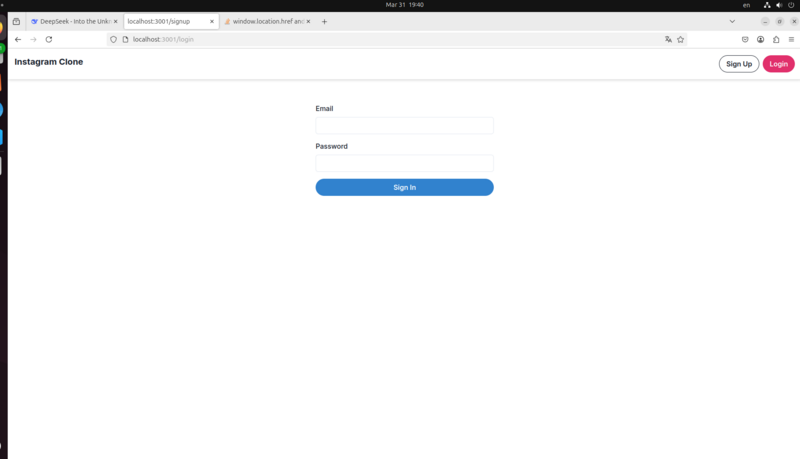 Mar 31 19:40
en
DeepSeek - Into the Unkn
localhost:3001/signup
window.location.href and
localhost:3001/login
Instagram Clone
Sign Up
Login
Email
Password
Sign In